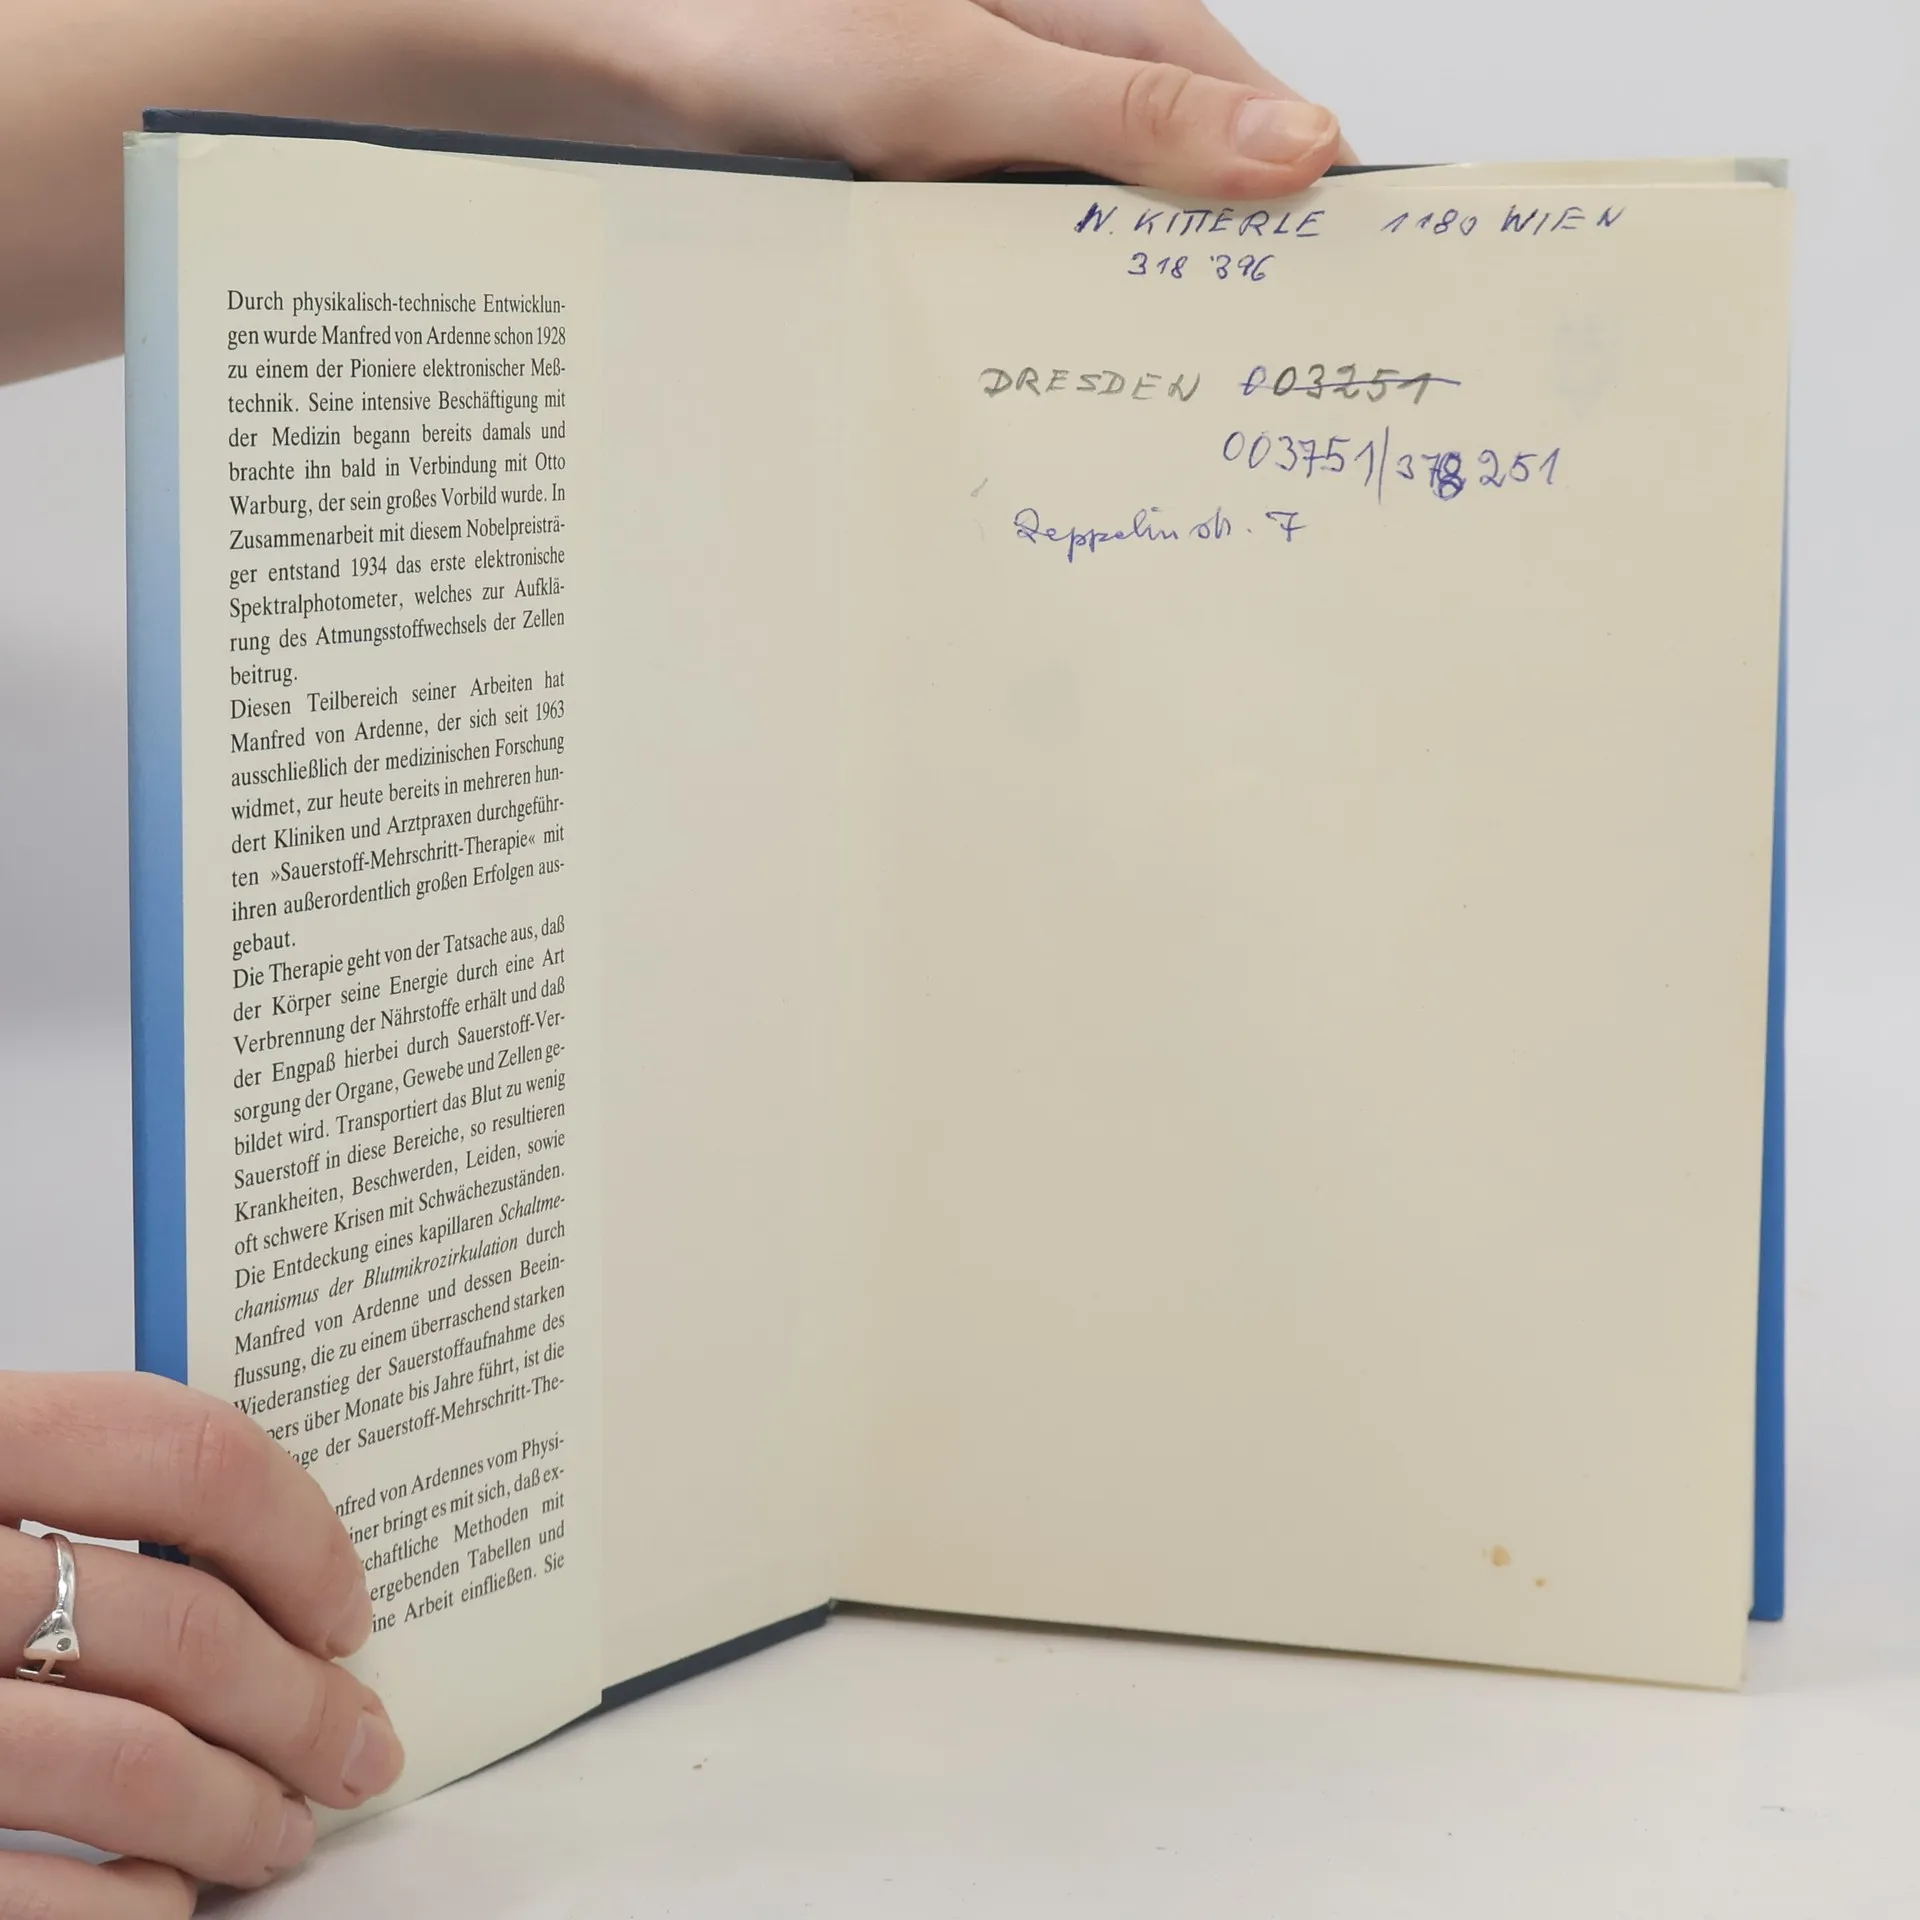 Durch physikalisch-technische Entwicklun-
gen wurde Manfred von Ardenne schon 1928
zu einem der Pioniere elektronischer Meß-
technik. Seine intensive Beschäftigung mit
der Medizin begann bereits damals und
brachte ihn bald in Verbindung mit Otto
Warburg, der sein großes Vorbild wurde. In
Zusammenarbeit mit diesem Nobelpreisträ-
ger entstand 1934 das erste elektronische
Spektralphotometer, welches zur Aufklä-
rung des Atmungsstoffwechsels der Zellen
beitrug.
Diesen Teilbereich seiner Arbeiten hat
Manfred von Ardenne, der sich seit 1963
ausschließlich der medizinischen Forschung
widmet, zur heute bereits in mehreren hun-
dert Kliniken und Arztpraxen durchgeführ-
ten »Sauerstoff-Mehrschritt-Therapie« mit
ihren außerordentlich großen Erfolgen aus-
gebaut.
Die Therapie geht von der Tatsache aus, daß
der Körper seine Energie durch eine Art
Verbrennung der Nährstoffe erhält und daß
der Engpaß hierbei durch Sauerstoff-Ver-
sorgung der Organe, Gewebe und Zellen ge-
bildet wird. Transportiert das Blut zu wenig
Sauerstoff in diese Bereiche, so resultieren
Krankheiten, Beschwerden, Leiden, sowie
oft schwere Krisen mit Schwächezuständen.
Die Entdeckung eines kapillaren Schaltme-
chanismus der Blutmikrozirkulation durch
Manfred von Ardenne und dessen Beein-
flussung, die zu einem überraschend starken
Wiederanstieg der Sauerstoffaufnahme des
pers über Monate bis Jahre führt, ist die
age der Sauerstoff-Mehrschritt-The-
nfred von Ardennes vom Physi-
iner bringt es mit sich, daß ex-
chaftliche Methoden mit
ergebenden Tabellen und
ine Arbeit einfließen. Sie
W. KITTERLE 1180 WIEN
318 396
DRESDEN 003251
003751/378251
Zeppelinstr. 7